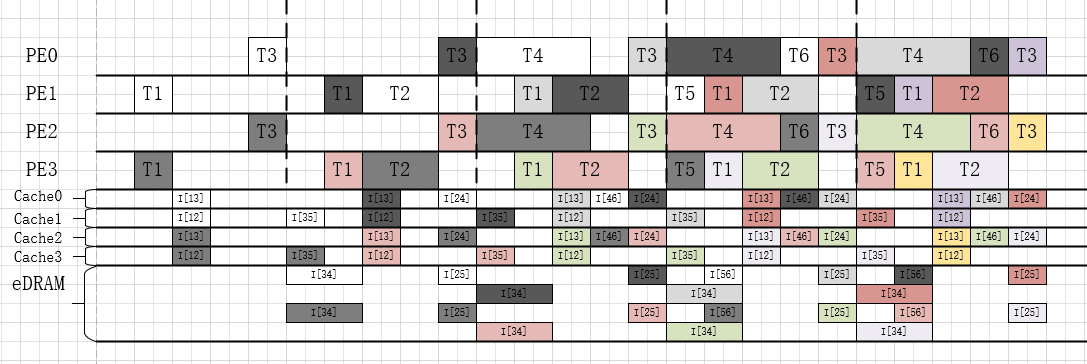 PE0 T3 T3 T4 T3 T4 T6 T3 T4 T6 T3
PE1 T1 T1 T2 T1 T2 T5 T1 T2 T5 T1 T2
PE2 T3 T3 T4 T3 T4 T6 T3 T4 T6 T3
PE3 T1 T1 T2 T1 T2 T5 T1 T2 T5 T1 T2
Cache0 I[13] I[13] I[24] I[13] I[46] I[24] I[13] I[46] I[24] I[13] I[46] I[24]
Cache1 I[12] I[35] I[12] I[35] I[12] I[35] I[12] I[35] I[12]
Cache2 I[13] I[13] I[24] I[13] I[46] I[24] I[13] I[46] I[24] I[13] I[46] I[24]
Cache3 I[12] I[35] I[12] I[35] I[12] I[35] I[12] I[35] I[12]
eDRAM I[34] I[25] I[25] I[56] I[25] I[56] I[25]
I[34] I[34] I[34]
I[34] I[25] I[25] I[56] I[25] I[56] I[25]
I[34] I[34] I[34]